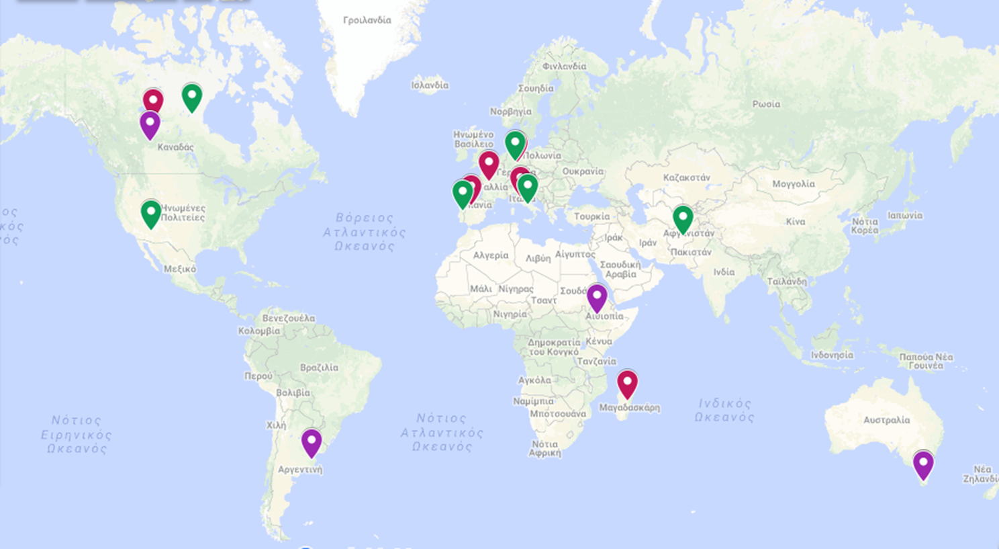 Γροιλανδία
Φινλανδία
Ισλανδία
Σουηδία
Ρωσία
Νορβηγία
Ηνωμένο
Βασίλειο
Καναδάς
Πολωνία
Ουκρανία
Καζακστάν
Μογγολία
Ηνωμένες
Πολιτείες
Βόρειος
Ατλαντικός
Ωκεανός
Τουρκία
Κίνα
Νότια
Κορέα
Ιαπωνία
Ιράκ
Ιράν
Πακιστάν
Αλγερία
Λιβύη
Αίγυπτος
Σαουδική
Αραβία
Ινδία
Ταϊλάνδη
Μεξικό
Μάλι
Νίγηρας
Τσαντ
Νιγηρία
Αιθιοπία
Βενεζουέλα
Κολομβία
Δημοκρατία
του Κονγκό
Κένυα
Τανζανία
Ινδονησία
Παπούα Νέα
Γουινέα
Βραζιλία
Περού
Βολιβία
Αγκόλα
Ναμίμπια
Μποτσουάνα
Μαγαδασκάρη
Ινδικός
Ωκεανός
Αυστραλία
Νότιος
Ειρηνικός
Ωκεανός
Νότιος
Ατλαντικός
Ωκεανός
Χιλή
Νότια
Αφρική
Αργεντινή
Νέα